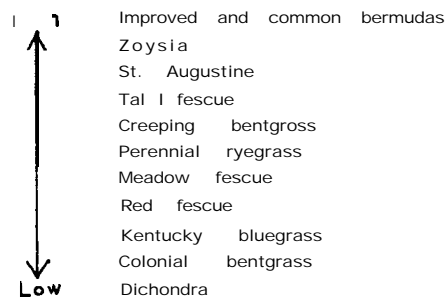 Improved and common bermudas
Zoysia
St. Augustine
Tal I fescue
Creeping bentgross
Perennial ryegrass
Meadow fescue
Red fescue
Kentucky bluegrass
Colonial bentgrass
Low Dichondra